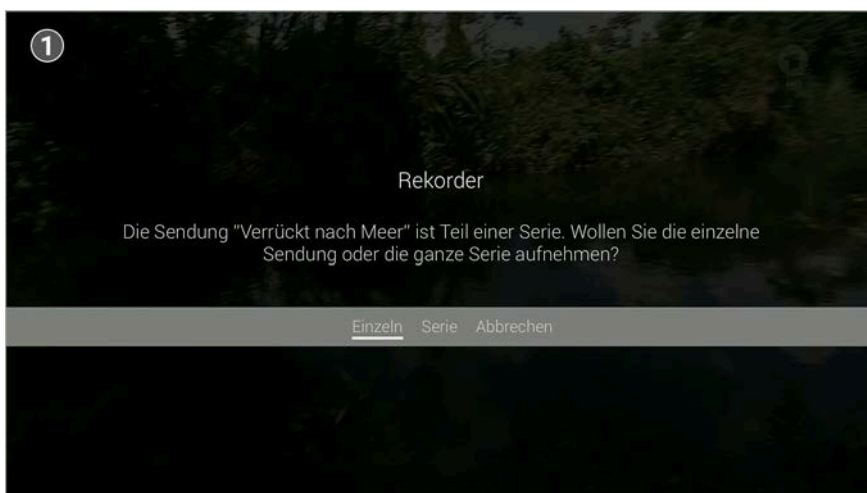 1
Rekorder
Die Sendung "Verrückt nach Meer" ist Teil einer Serie. Wollen Sie die einzelne
Sendung oder die ganze Serie aufnehmen?
Einzeln Serie Abbrechen